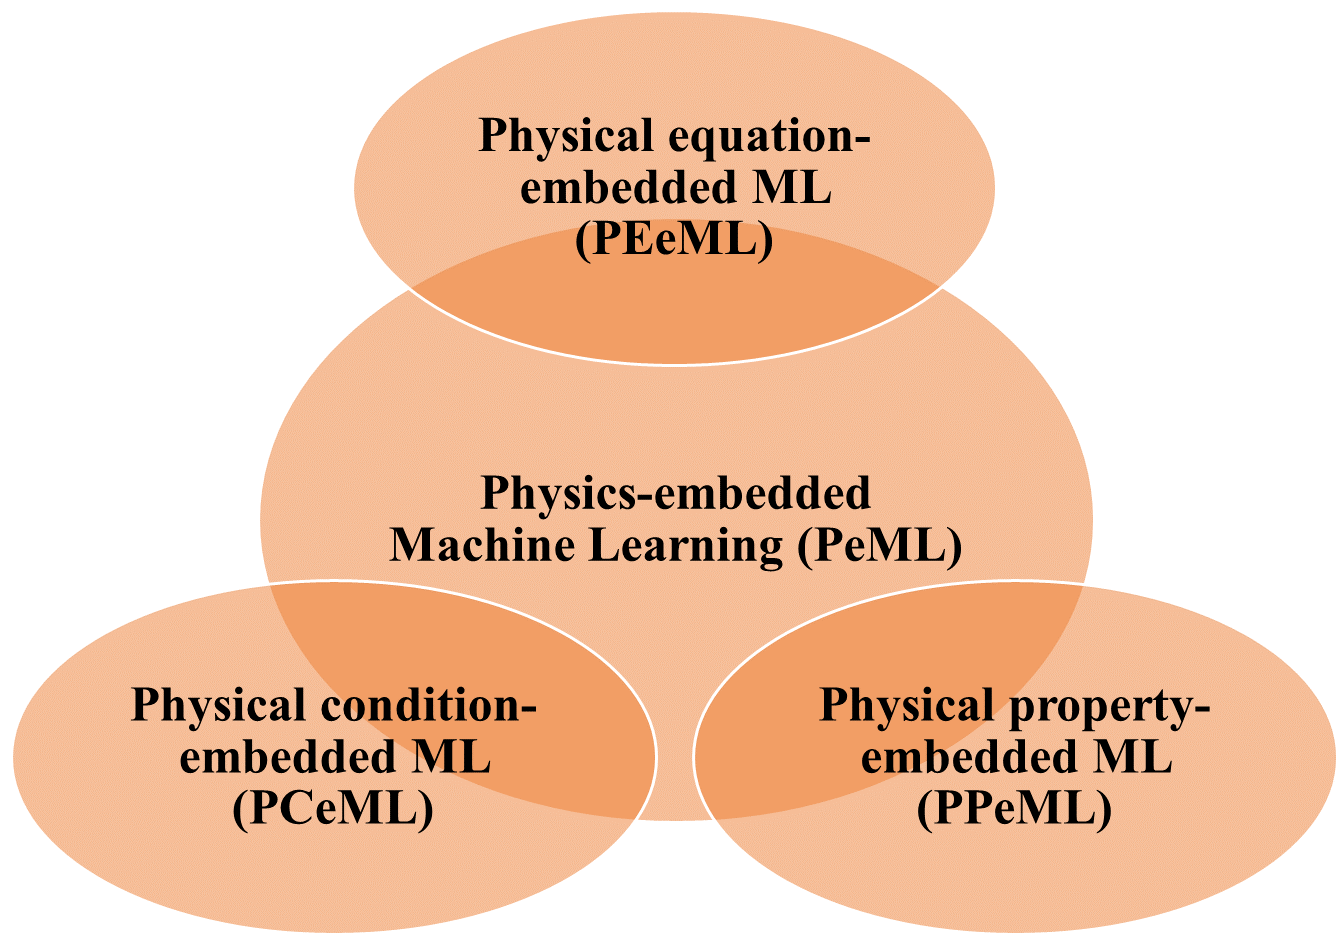 Physical equation-
embedded ML
(PEeML)
Physics-embedded
Machine Learning (PeML)
Physical condition-
embedded ML
(PCeML)
Physical property-
embedded ML
(PPeML)